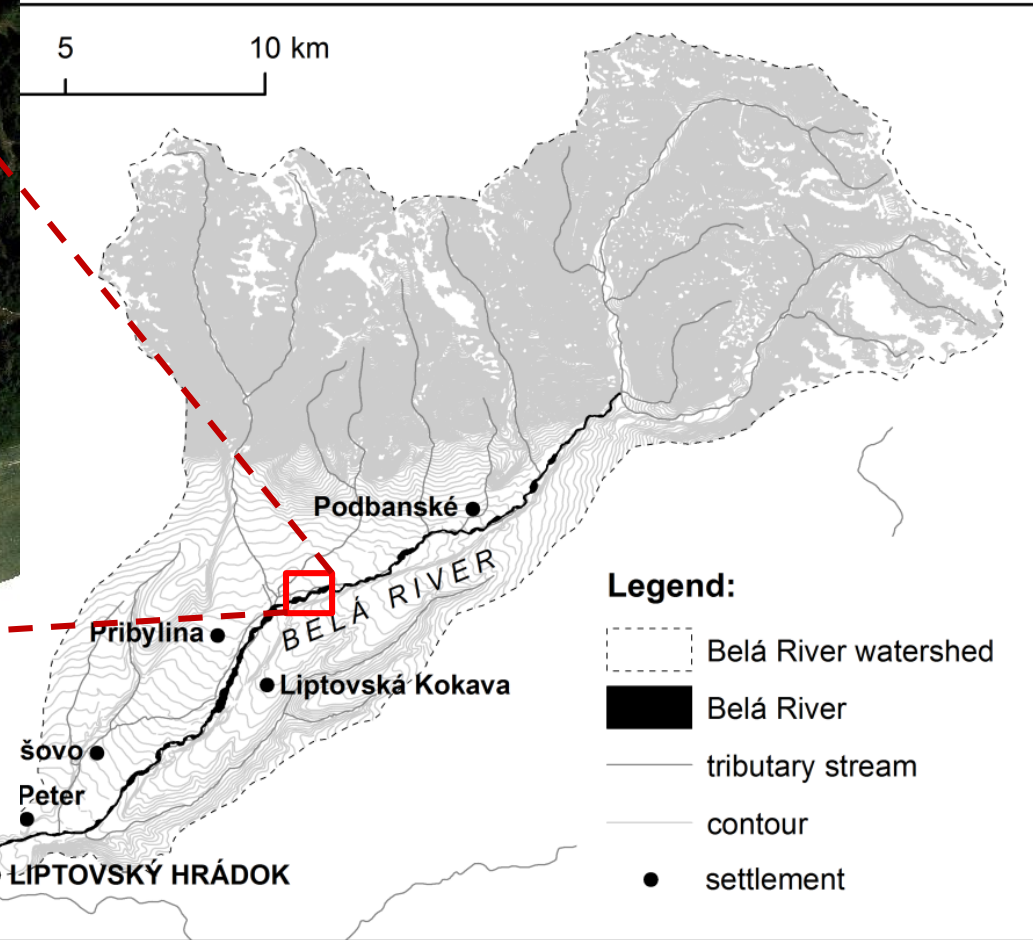 5 10 km
Podbanské
BELÁ RIVER
Pribylina
Liptovská Kokava
šovo
Peter
LIPTOVSKÝ HRÁDOK
Legend:
Belá River watershed
Belá River
tributary stream
contour
settlement